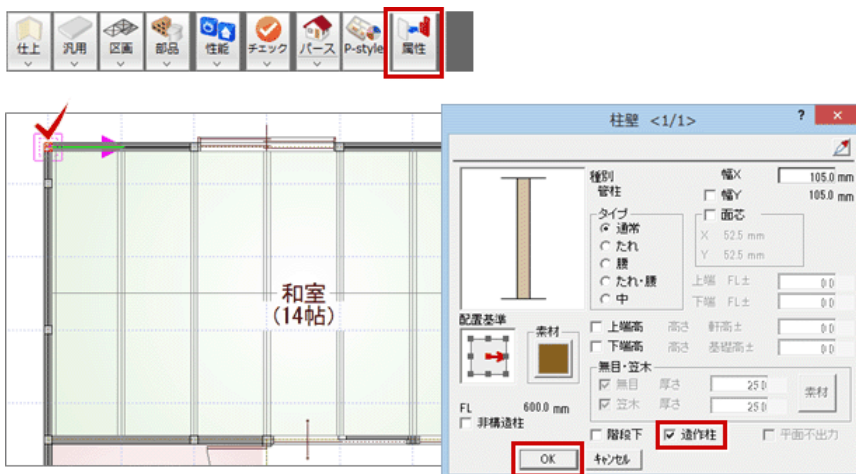 仕上 汎用 区画 部品 性能 チェック パース P-style 属性
和室
(14帖)
柱壁 <1/1>
種別
管柱
幅X 105.0 mm
幅Y 105.0 mm
タイプ
通常
たれ
腰
たれ・腰
中
面芯
X 52.5 mm
Y 52.5 mm
上端 FL± 0.0
下端 FL± 0.0
配置基準
素材
上端高 高さ 軒高± 0.0
下端高 高さ 基礎高± 0.0
無目・笠木
無目 厚さ 25.0
笠木 厚さ 25.0
素材
FL 600.0 mm
非構造柱
階段下 造作柱 平面不出力
OK キャンセル